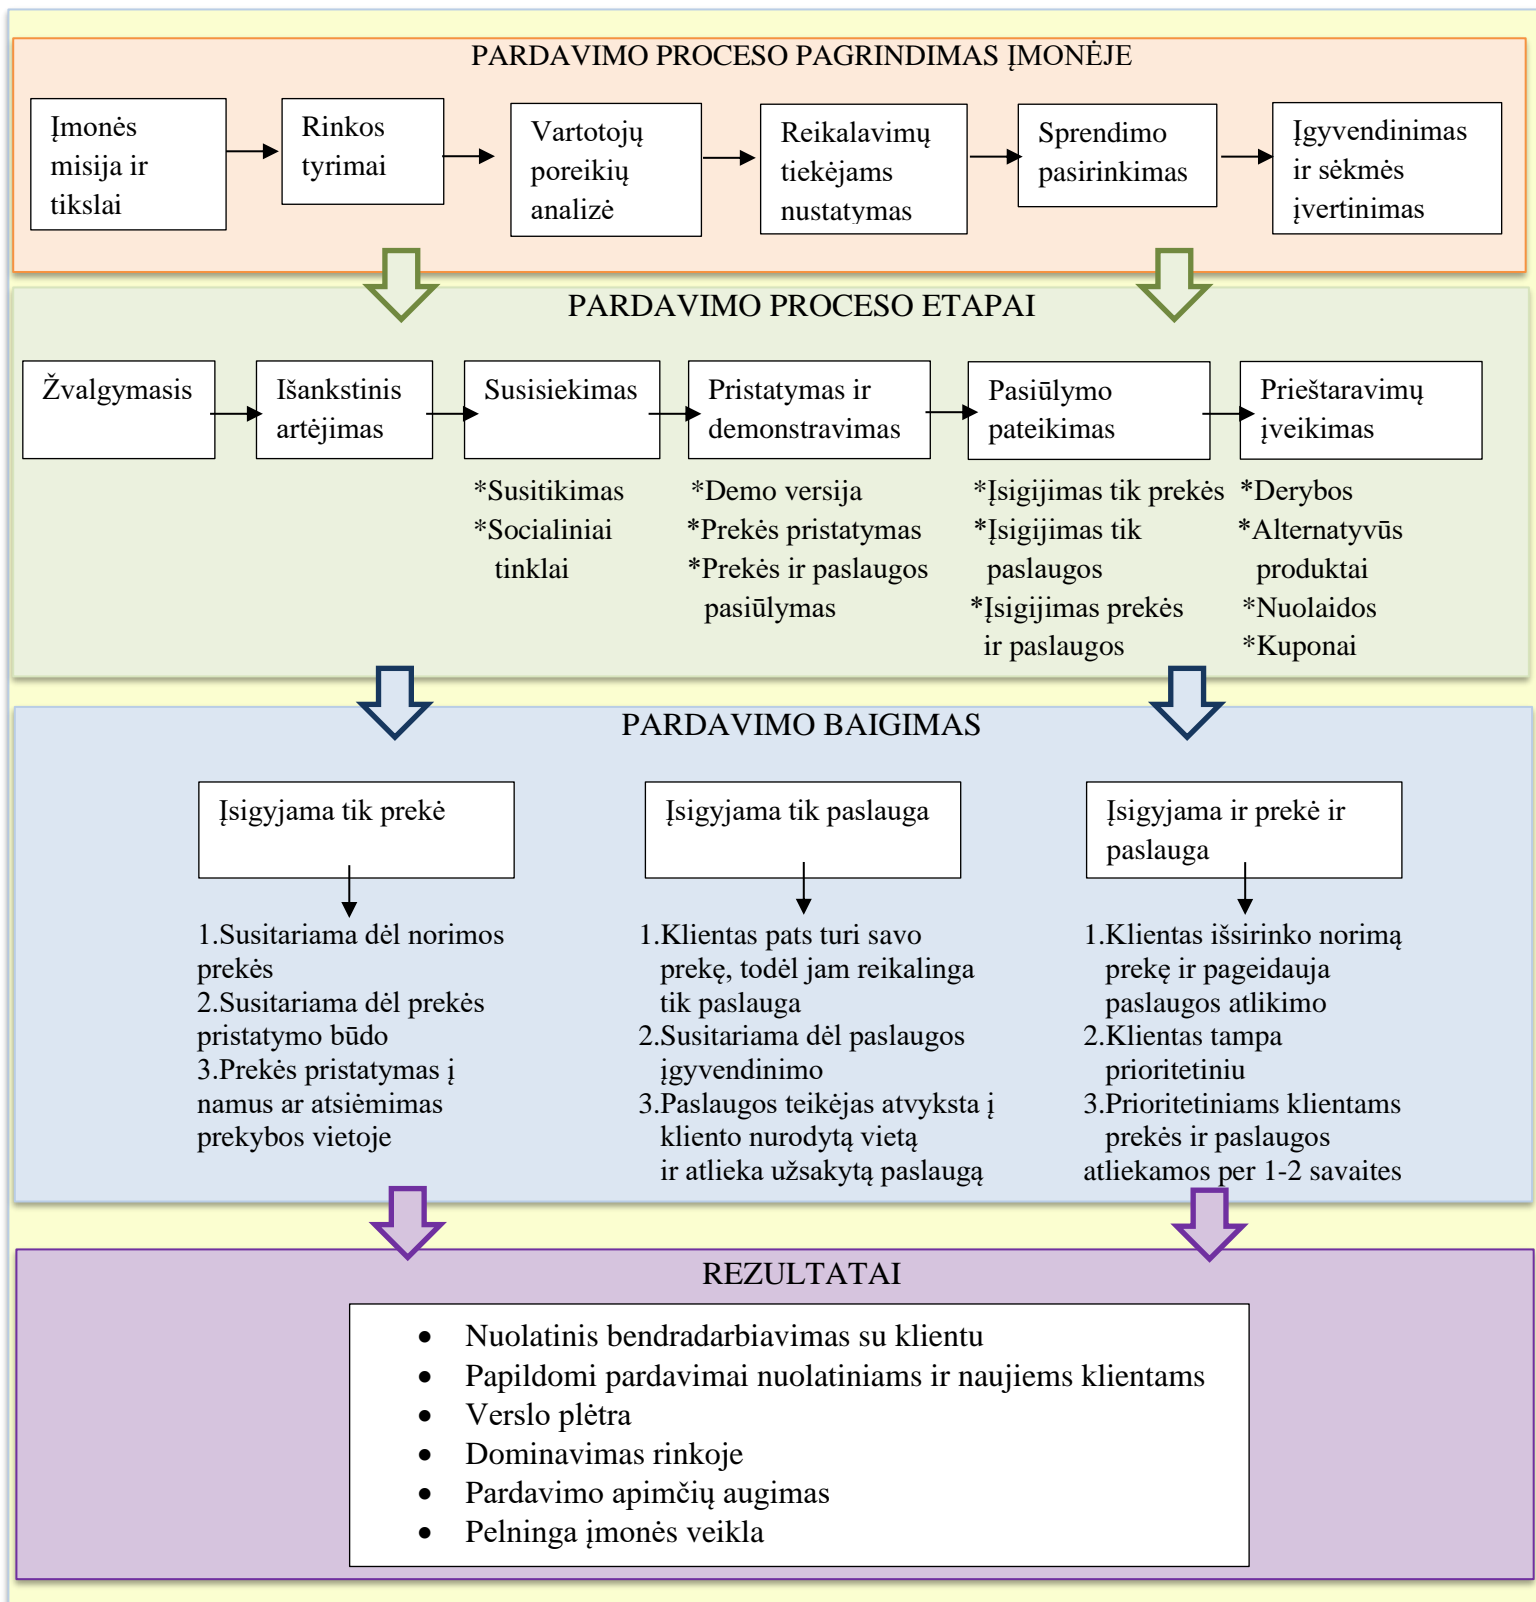 PARDAVIMO PROCESO PAGRINDIMAS ĮMONĖJE
Įmonės
misija ir
tikslai
Rinkos
tyrimai
Vartotojų
poreikių
analizė
Reikalavimų
tiekėjams
nustatymas
Sprendimo
pasirinkimas
Įgyvendinimas
ir sėkmės
įvertinimas
PARDAVIMO PROCESO ETAPAI
Žvalgymasis
Išankstinis
artėjimas
Susisiekimas
Pristatymas ir
demonstravimas
Pasiūlymo
pateikimas
Prieštaravimų
įveikimas
*Susitikimas
*Socialiniai
tinklai
*Demo versija
*Prekės pristatymas
*Prekės ir paslaugos
pasiūlymas
*Įsigijimas tik prekės
*Įsigijimas tik
paslaugos
*Įsigijimas prekės
ir paslaugos
*Derybos
*Alternatyvūs
produktai
*Nuolaidos
*Kuponai
PARDAVIMO BAIGIMAS
Įsigyjama tik prekė
1.Susitariama dėl norimos
prekės
2.Susitariama dėl prekės
pristatymo būdo
3.Prekės pristatymas į
namus ar atsiėmimas
prekybos vietoje
Įsigyjama tik paslauga
1.Klientas pats turi savo
prekę, todėl jam reikalinga
tik paslauga
2.Susitariama dėl paslaugos
įgyvendinimo
3.Paslaugos teikėjas atvyksta į
kliento nurodytą vietą
ir atlieka užsakytą paslaugą
Įsigyjama ir prekė ir
paslauga
1.Klientas išsirinko norimą
prekę ir pageidauja
paslaugos atlikimo
2.Klientas tampa
prioritetiniu
3.Prioritetiniams klientams
prekės ir paslaugos
atliekamos per 1-2 savaites
REZULTATAI
• Nuolatinis bendradarbiavimas su klientu
• Papildomi pardavimai nuolatiniams ir naujiems klientams
• Verslo plėtra
• Dominavimas rinkoje
• Pardavimo apimčių augimas
• Pelninga įmonės veikla